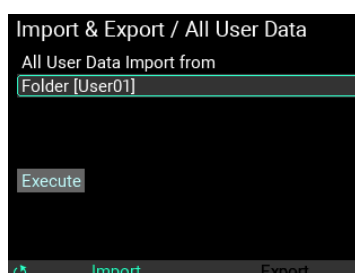 Import & Export / All User Data
All User Data Import from
Folder [User01]
Execute
Import Export